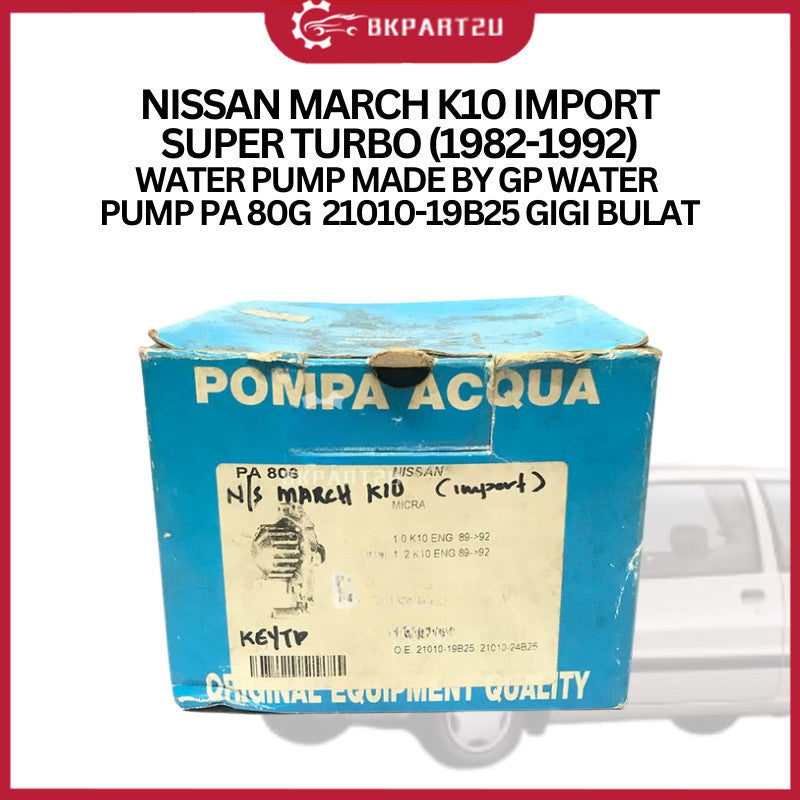 BKPART2U
NISSAN MARCH K10 IMPORT
SUPER TURBO (1982-1992)
WATER PUMP MADE BY GP WATER
PUMP PA 80G 21010-19B25 GIGI BULAT
POMPA ACQUA
PA 80G NISSAN
BKPART2U
N/S MARCH K10 (import)
MICRA
1.0 K10 ENG 89->92
1.2 K10 ENG 89->92
O.E. 21010-19B25 21010-24B25
ORIGINAL EQUIPMENT QUALITY